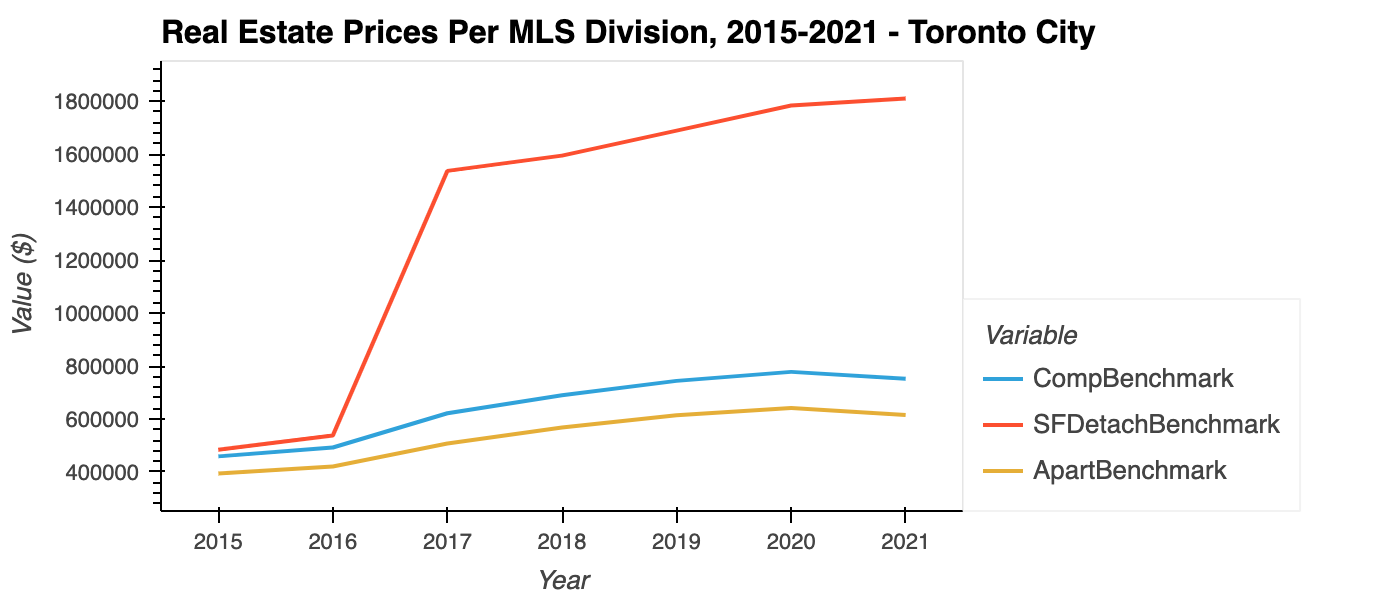 Real Estate Prices Per MLS Division, 2015-2021 - Toronto City
Value ($)
1800000
1600000
1400000
1200000
1000000
800000
600000
400000
2015 2016 2017 2018 2019 2020 2021
Year
Variable
CompBenchmark
SFDetachBenchmark
ApartBenchmark